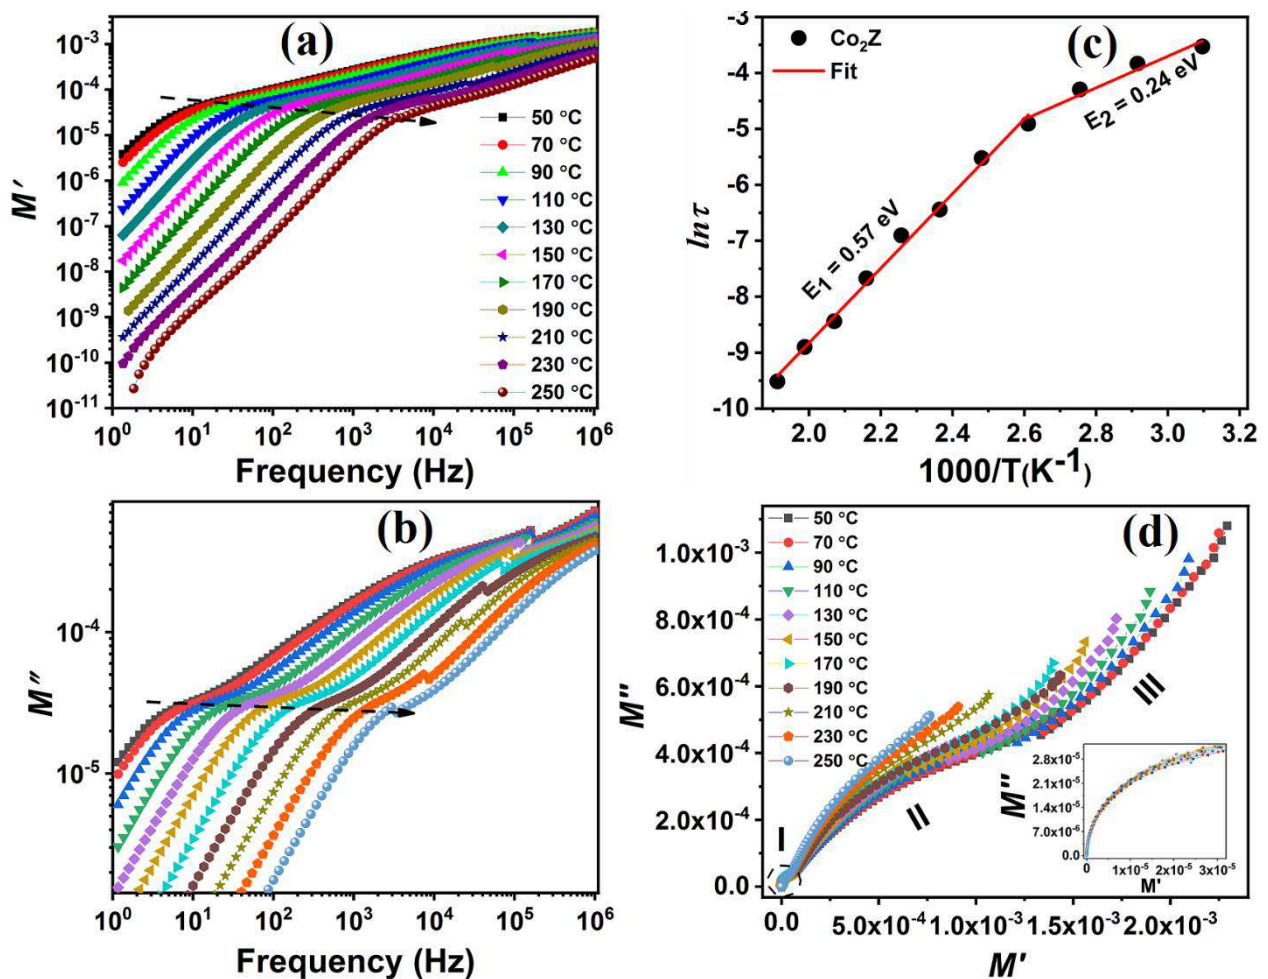 (a)
M′
10⁻³
10⁻⁴
10⁻⁵
10⁻⁶
10⁻⁷
10⁻⁸
10⁻⁹
10⁻¹⁰
10⁻¹¹
50 °C
70 °C
90 °C
110 °C
130 °C
150 °C
170 °C
190 °C
210 °C
230 °C
250 °C
10⁰ 10¹ 10² 10³ 10⁴ 10⁵ 10⁶
Frequency (Hz)
(c)
lnτ
-3
-4
-5
-6
-7
-8
-9
-10
Co₂Z
Fit
E₁ = 0.57 eV
E₂ = 0.24 eV
2.0 2.2 2.4 2.6 2.8 3.0 3.2
1000/T(K⁻¹)
(b)
M″
10⁻⁴
10⁻⁵
10⁰ 10¹ 10² 10³ 10⁴ 10⁵ 10⁶
Frequency (Hz)
(d)
M''
1.0x10⁻³
8.0x10⁻⁴
6.0x10⁻⁴
4.0x10⁻⁴
2.0x10⁻⁴
0.0
50 °C
70 °C
90 °C
110 °C
130 °C
150 °C
170 °C
190 °C
210 °C
230 °C
250 °C
I
II
III
M''
2.8x10⁻⁵
2.1x10⁻⁵
1.4x10⁻⁵
7.0x10⁻⁶
0.0
0 1x10⁻⁵ 2x10⁻⁵ 3x10⁻⁵
M'
0.0 5.0x10⁻⁴ 1.0x10⁻³ 1.5x10⁻³ 2.0x10⁻³
M'